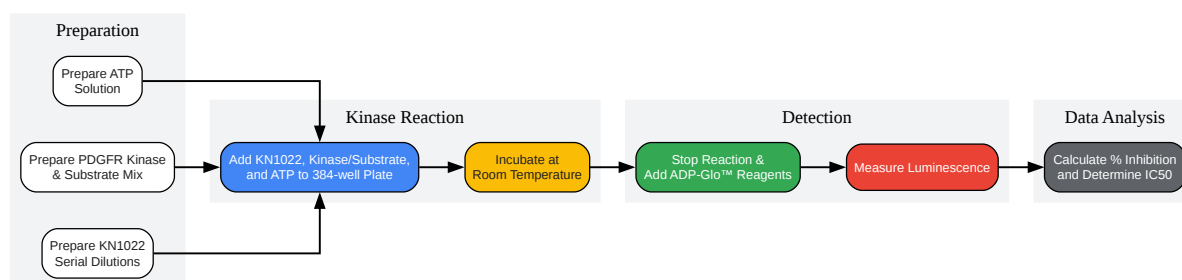 Preparation
Prepare ATP
Solution
Prepare PDGFR Kinase
& Substrate Mix
Prepare KN1022
Serial Dilutions
Kinase Reaction
Add KN1022, Kinase/Substrate,
and ATP to 384-well Plate
Incubate at
Room Temperature
Detection
Stop Reaction &
Add ADP-Glo™ Reagents
Measure Luminescence
Data Analysis
Calculate % Inhibition
and Determine IC50